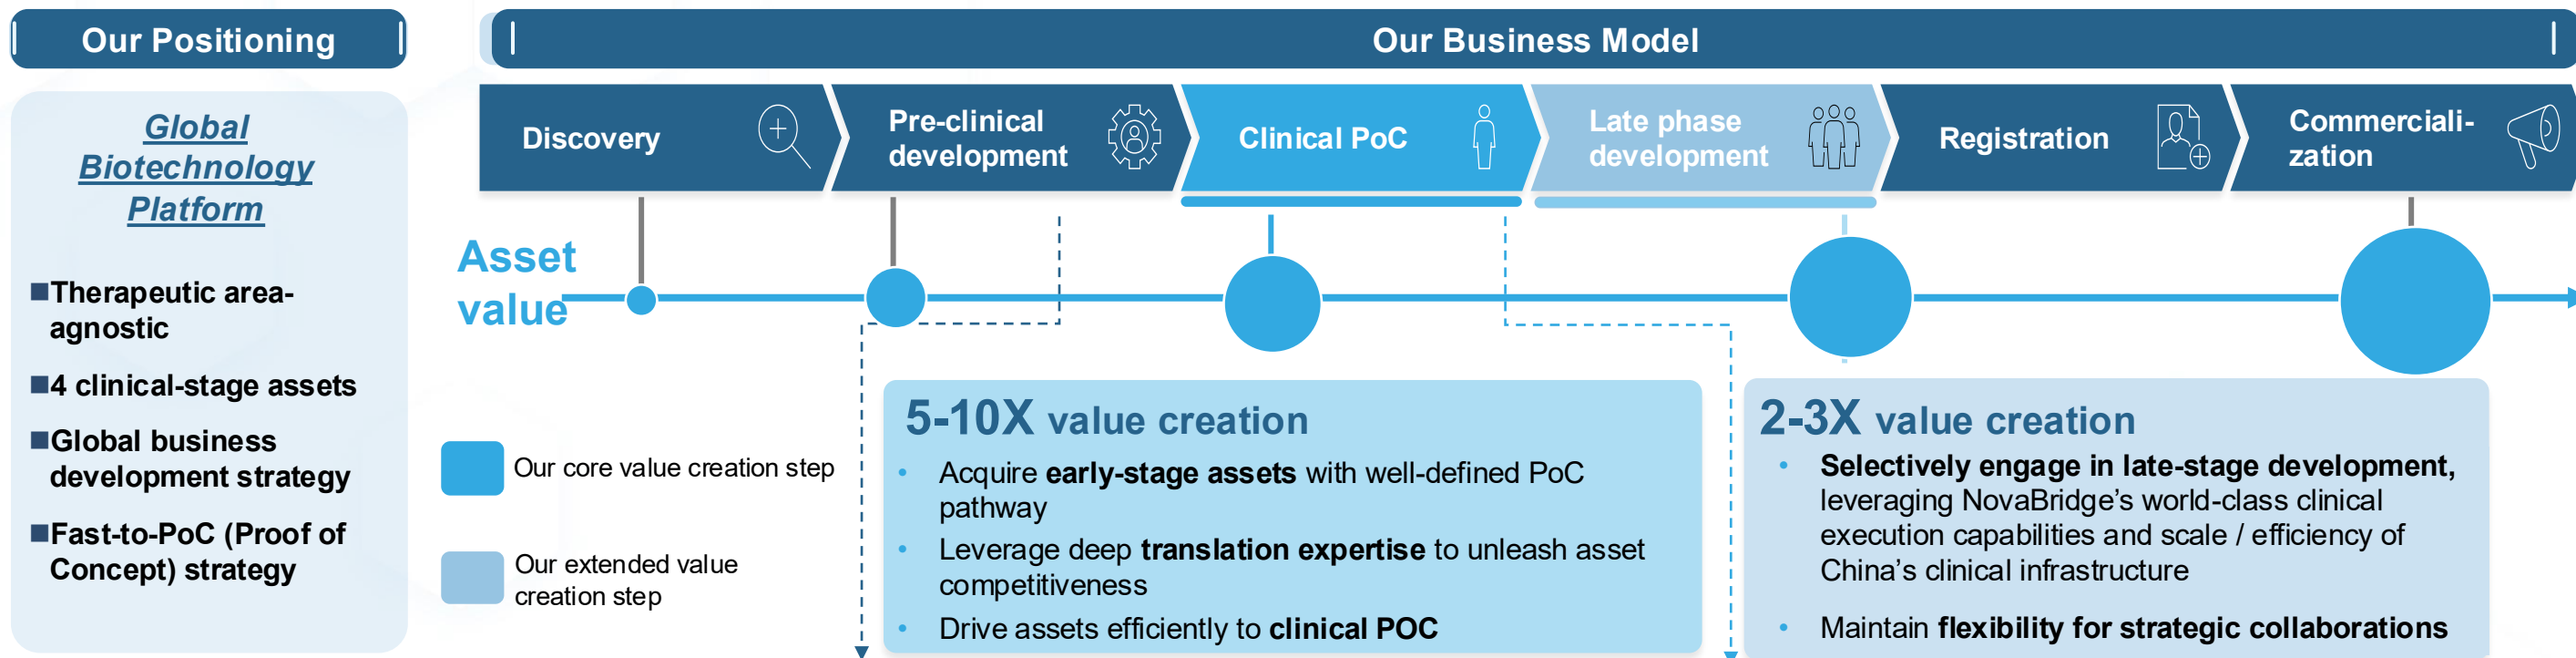 Our Positioning
Our Business Model
Global
Biotechnology
Platform
■Therapeutic area-
agnostic
■4 clinical-stage assets
■Global business
development strategy
■Fast-to-PoC (Proof of
Concept) strategy
Discovery
Pre-clinical
development
Clinical PoC
Late phase
development
Registration
Commerciali-
zation
Asset
value
Our core value creation step
Our extended value
creation step
5-10X value creation
• Acquire early-stage assets with well-defined PoC
pathway
• Leverage deep translation expertise to unleash asset
competitiveness
• Drive assets efficiently to clinical POC
2-3X value creation
• Selectively engage in late-stage development,
leveraging NovaBridge’s world-class clinical
execution capabilities and scale / efficiency of
China’s clinical infrastructure
• Maintain flexibility for strategic collaborations